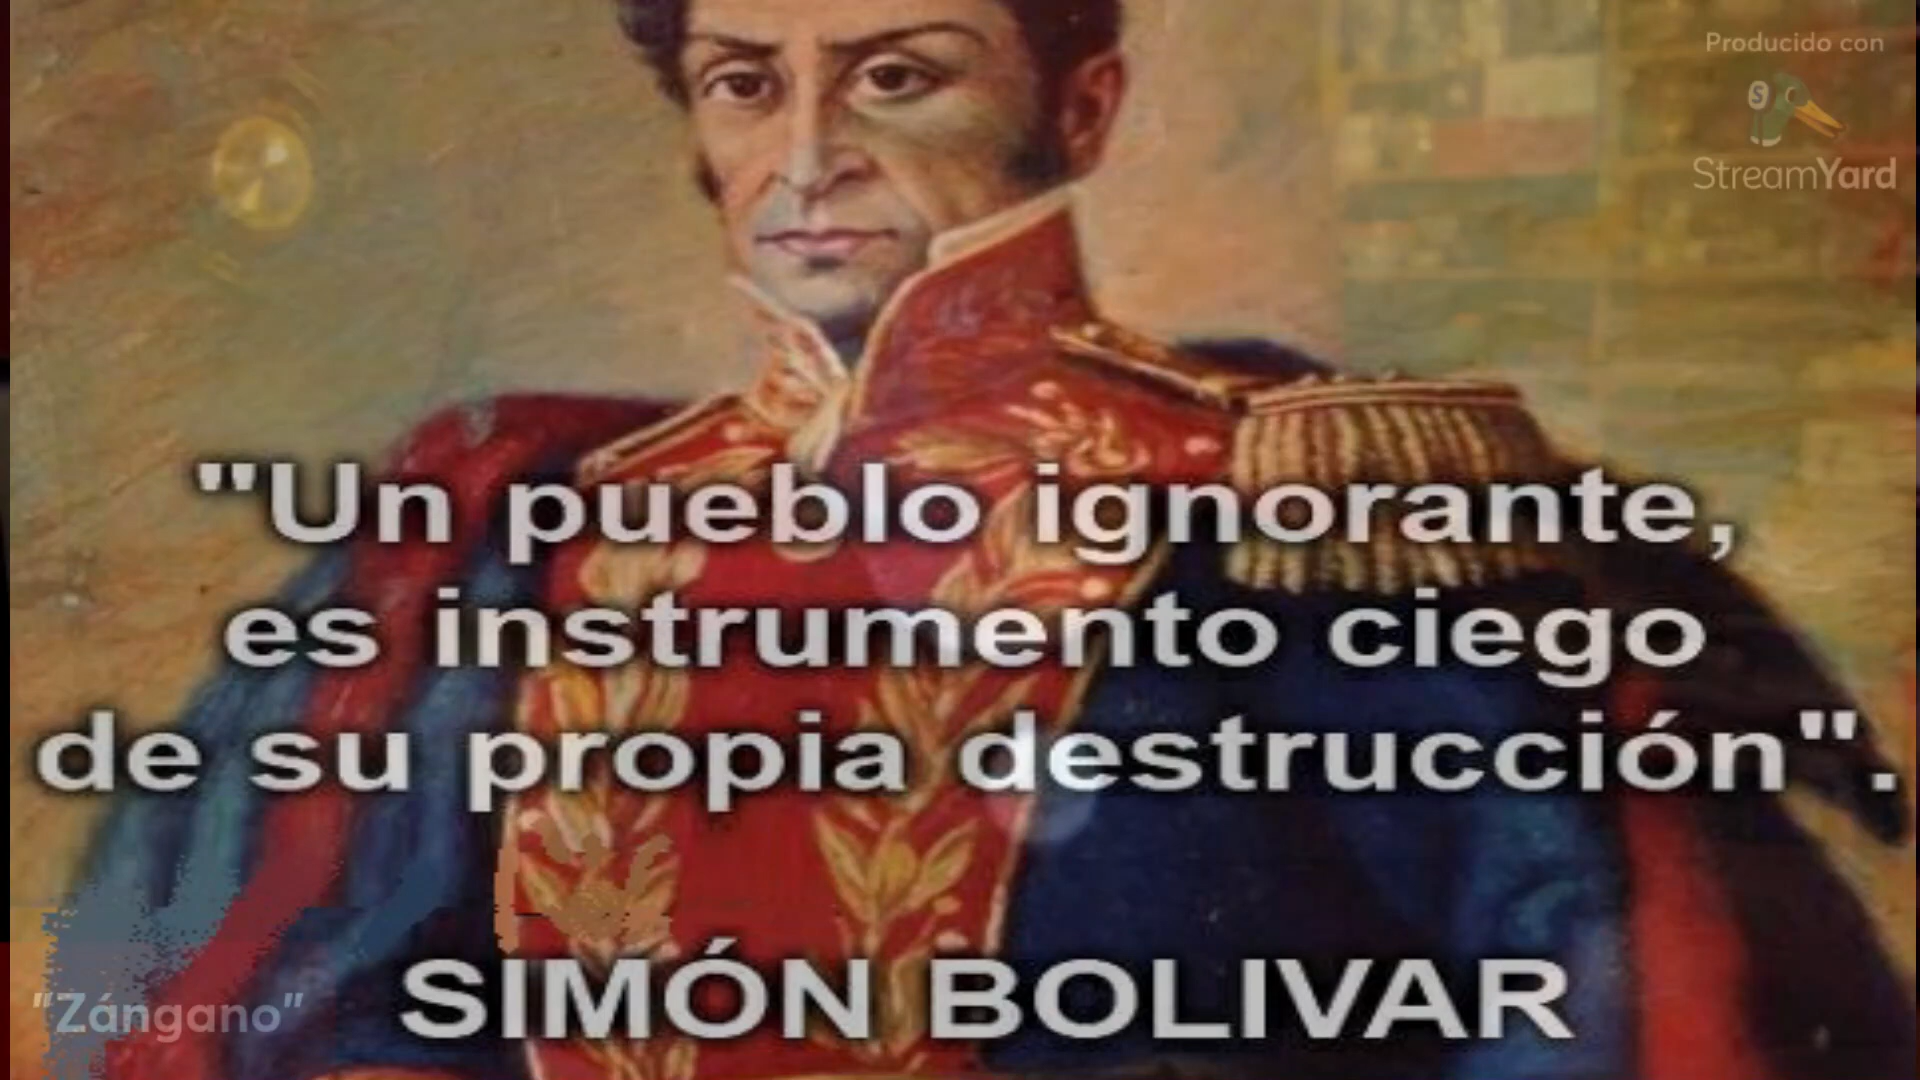 Producido con
StreamYard
"Un pueblo ignorante,
es instrumento ciego
de su propia destrucción".
SIMÓN BOLIVAR
"Zángano"